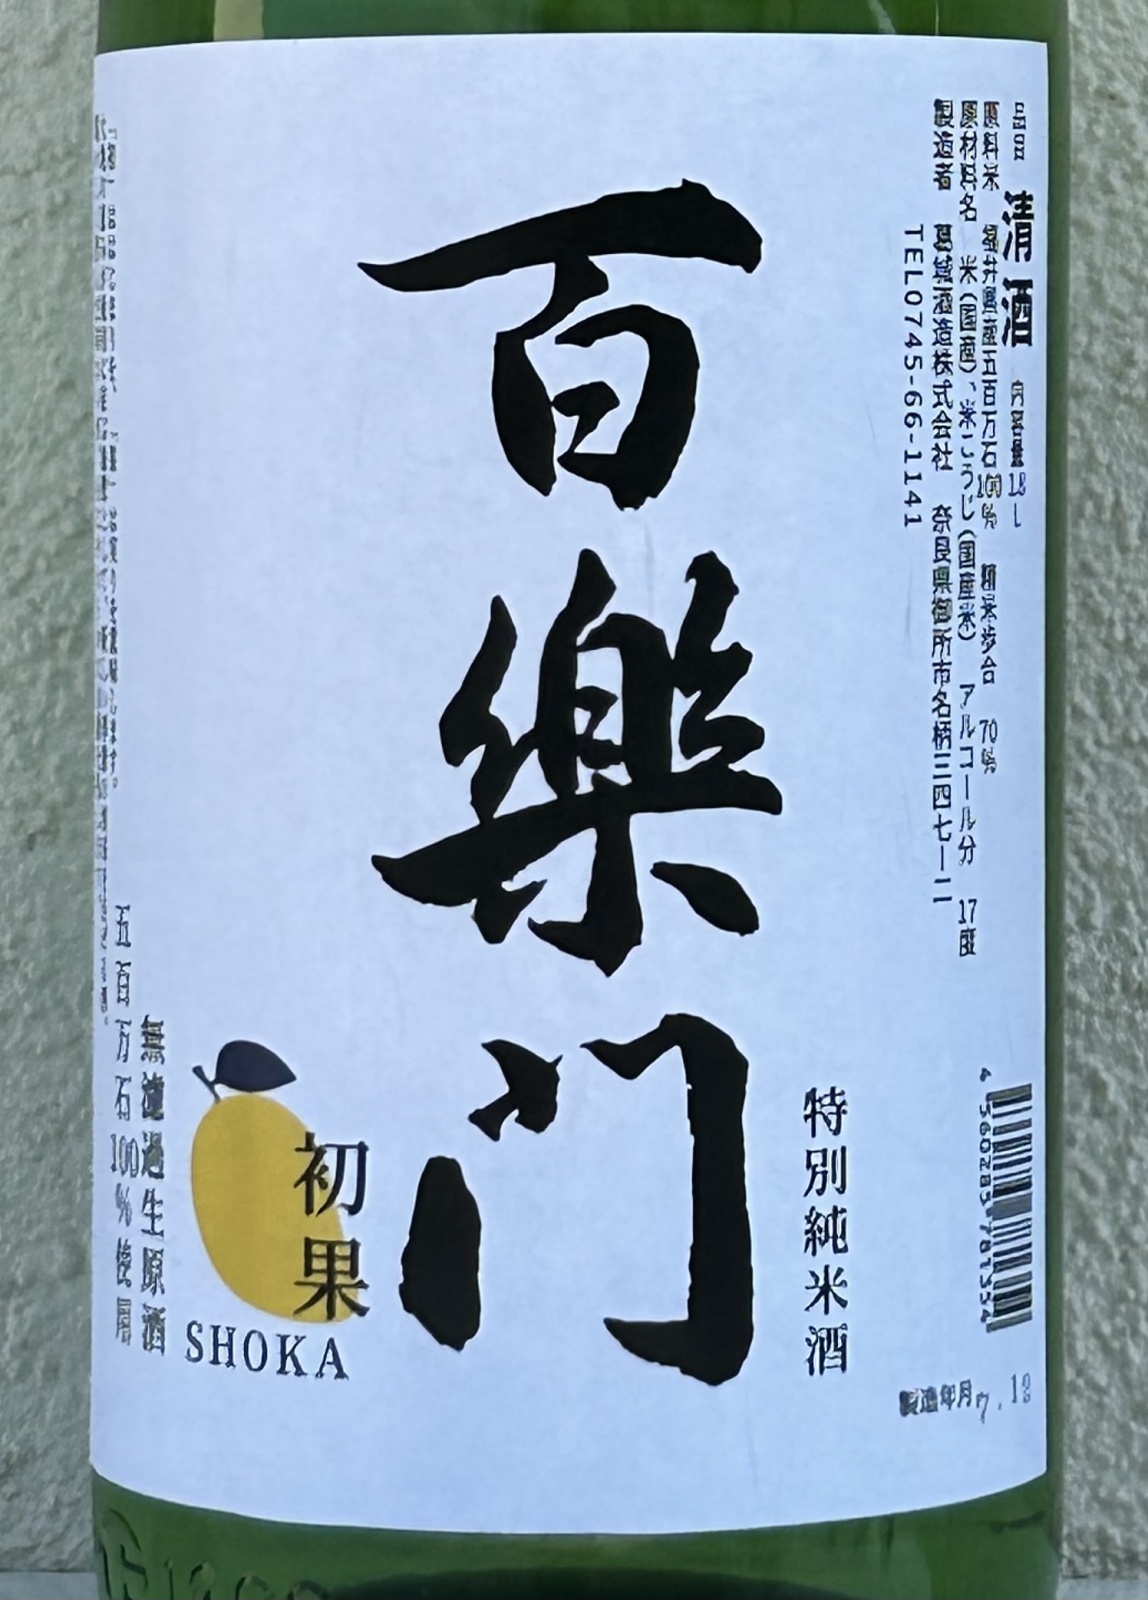 品目 清酒 内容量1.8l
原料米 福井県産五百万石100% 精米歩合 70%
原材料名 米(国産)、米こうじ(国産米) アルコール分 17度
製造者 葛城酒造株式会社 奈良県御所市名柄三四七ー二
TEL0745-66-1141
百樂门
特別純米酒
製造年月 7.12
初果
SHOKA
無濾過生原酒
五百万石100%使用